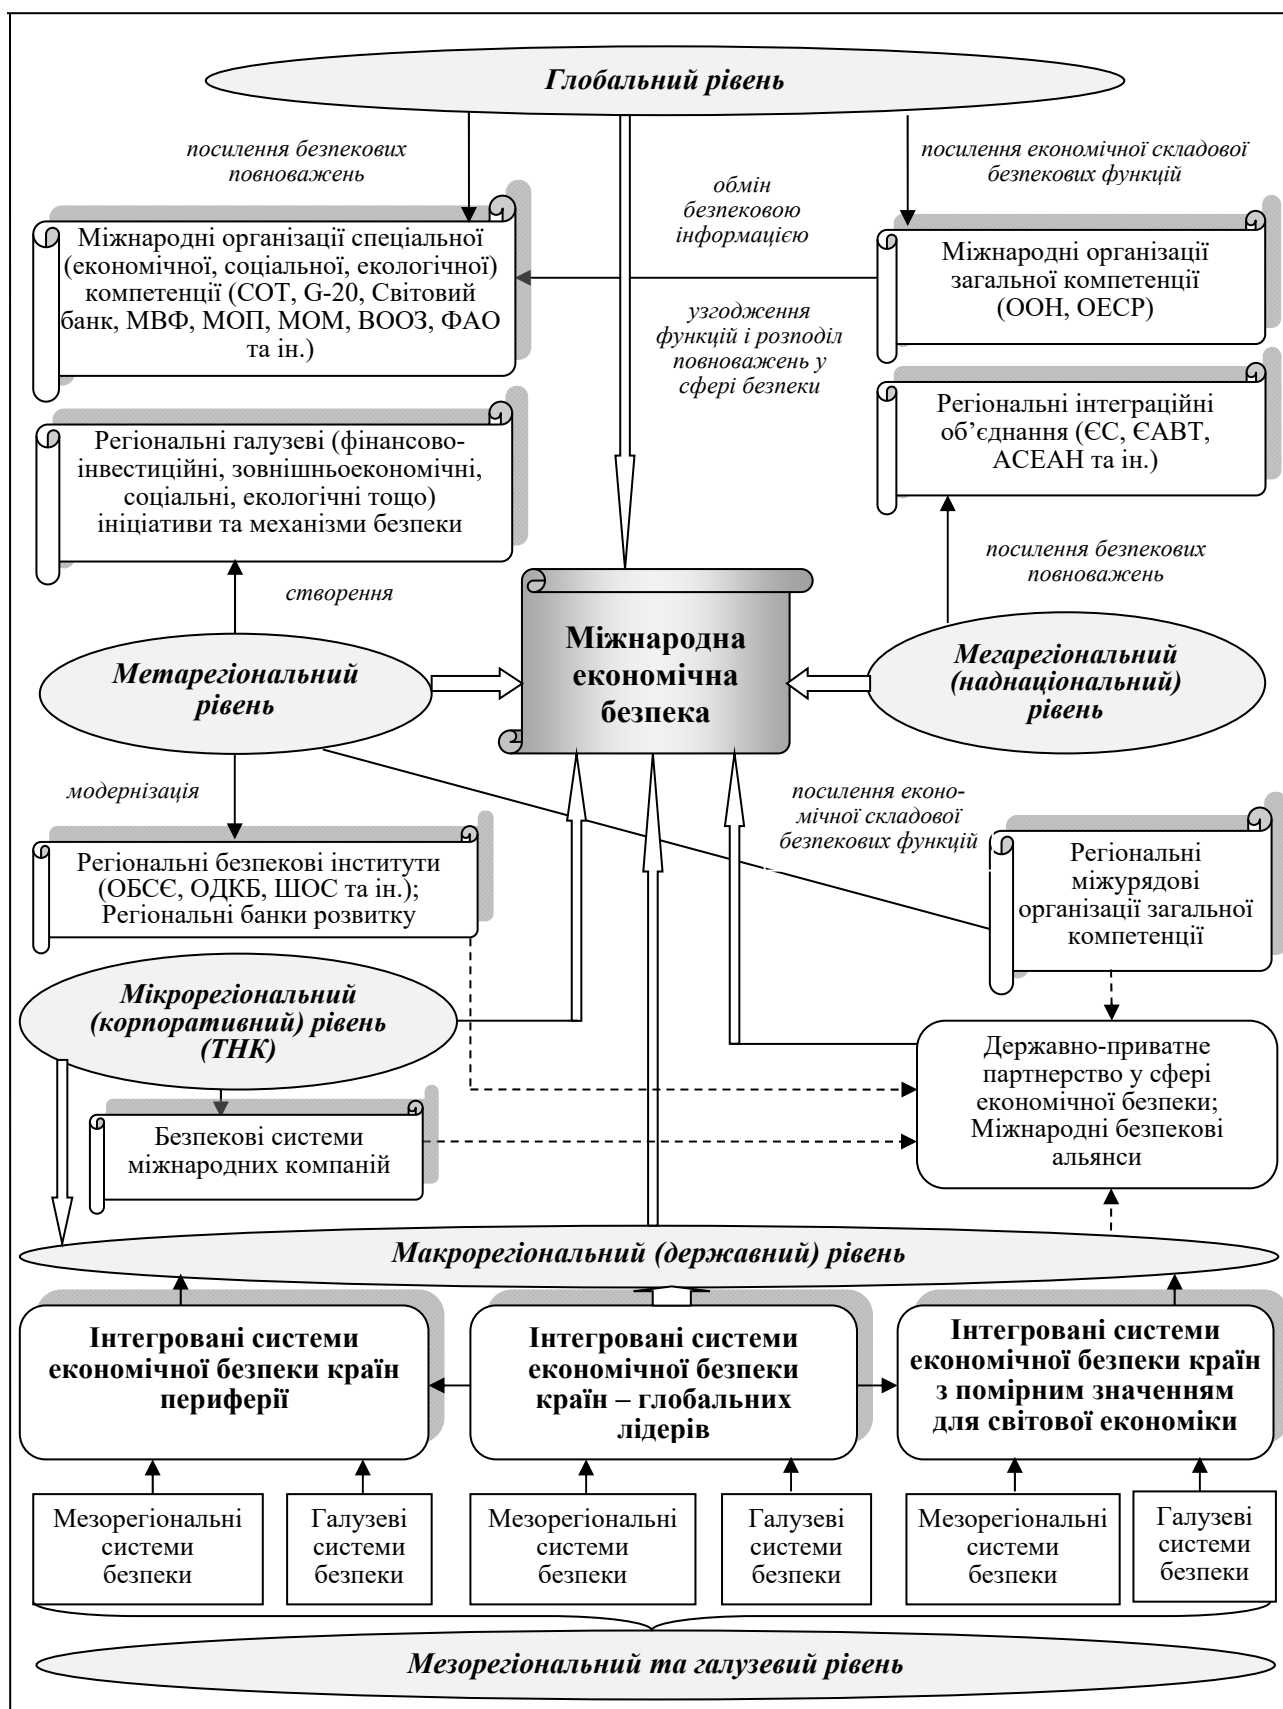 Глобальний рівень
посилення безпекових
повноважень
обмін
безпековою
інформацією
посилення економічної складової
безпекових функцій
Міжнародні організації спеціальної
(економічної, соціальної, екологічної)
компетенції (СОТ, G-20, Світовий
банк, МВФ, МОП, МОМ, ВООЗ, ФАО
та ін.)
Міжнародні організації
загальної компетенції
(ООН, ОЕСР)
узгодження
функцій і розподіл
повноважень у
сфері безпеки
Регіональні галузеві (фінансово-
інвестиційні, зовнішньоекономічні,
соціальні, екологічні тощо)
ініціативи та механізми безпеки
Регіональні інтеграційні
об’єднання (ЄС, ЄАВТ,
АСЕАН та ін.)
створення
посилення безпекових
повноважень
Метарегіональний
рівень
Міжнародна
економічна
безпека
Мегарегіональний
(наднаціональний)
рівень
модернізація
посилення еконо-
мічної складової
безпекових функцій
Регіональні безпекові інститути
(ОБСЄ, ОДКБ, ШОС та ін.);
Регіональні банки розвитку
Регіональні
міжурядові
організації загальної
компетенції
Мікрорегіональний
(корпоративний) рівень
(ТНК)
Державно-приватне
партнерство у сфері
економічної безпеки;
Міжнародні безпекові
альянси
Безпекові системи
міжнародних компаній
Макрорегіональний (державний) рівень
Інтегровані системи
економічної безпеки країн
периферії
Інтегровані системи
економічної безпеки
країн – глобальних
лідерів
Інтегровані системи
економічної безпеки країн
з помірним значенням
для світової економіки
Мезорегіональні
системи
безпеки
Галузеві
системи
безпеки
Мезорегіональні
системи
безпеки
Галузеві
системи
безпеки
Мезорегіональні
системи
безпеки
Галузеві
системи
безпеки
Мезорегіональний та галузевий рівень